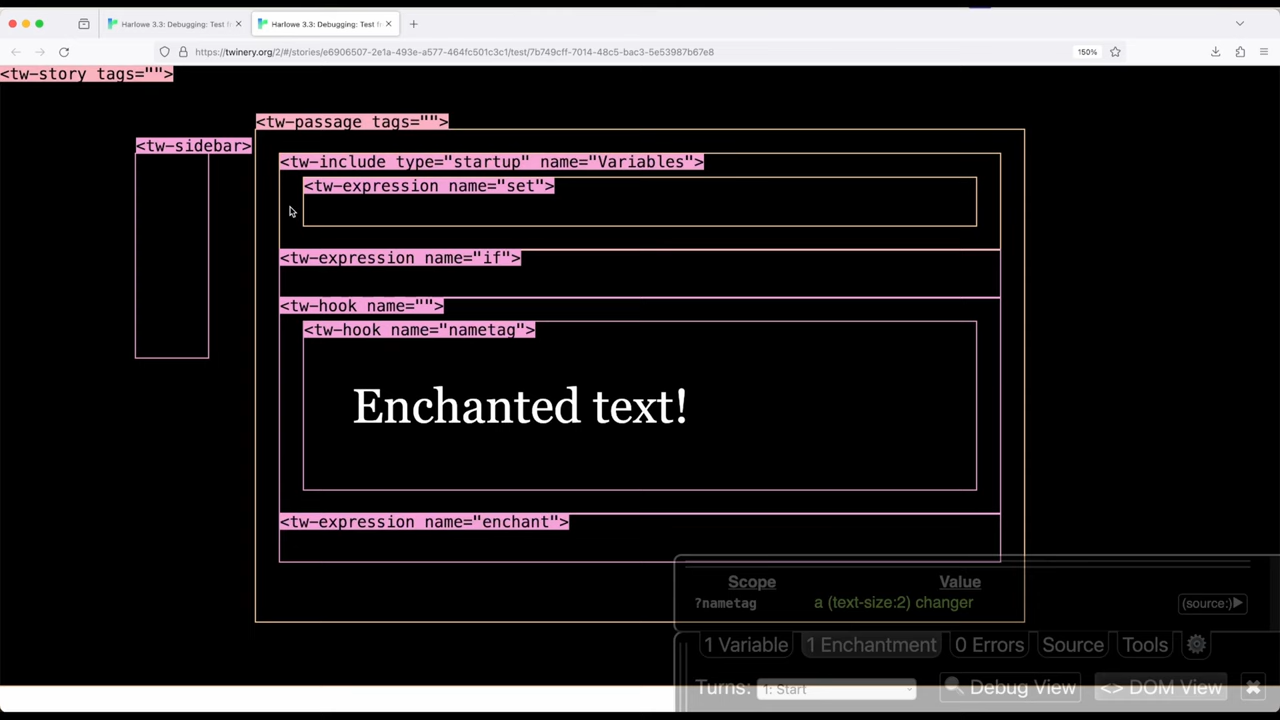 Harlowe 3.3: Debugging: Test f
Harlowe 3.3: Debugging: Test f
https://twinery.org/2/#/stories/e6906507-2e1a-493e-a577-464fc501c3c1/test/7b749cff-7014-48c5-bac3-5e53987b67e8
150%
<tw-story tags="">
<tw-passage tags="">
<tw-sidebar>
<tw-include type="startup" name="Variables">
<tw-expression name="set">
<tw-expression name="if">
<tw-hook name="">
<tw-hook name="nametag">
Enchanted text!
<tw-expression name="enchant">
Scope Value
?nametag a (text-size:2) changer (source:)▶
1 Variable 1 Enchantment 0 Errors Source Tools
Turns: 1: Start Debug View <> DOM View